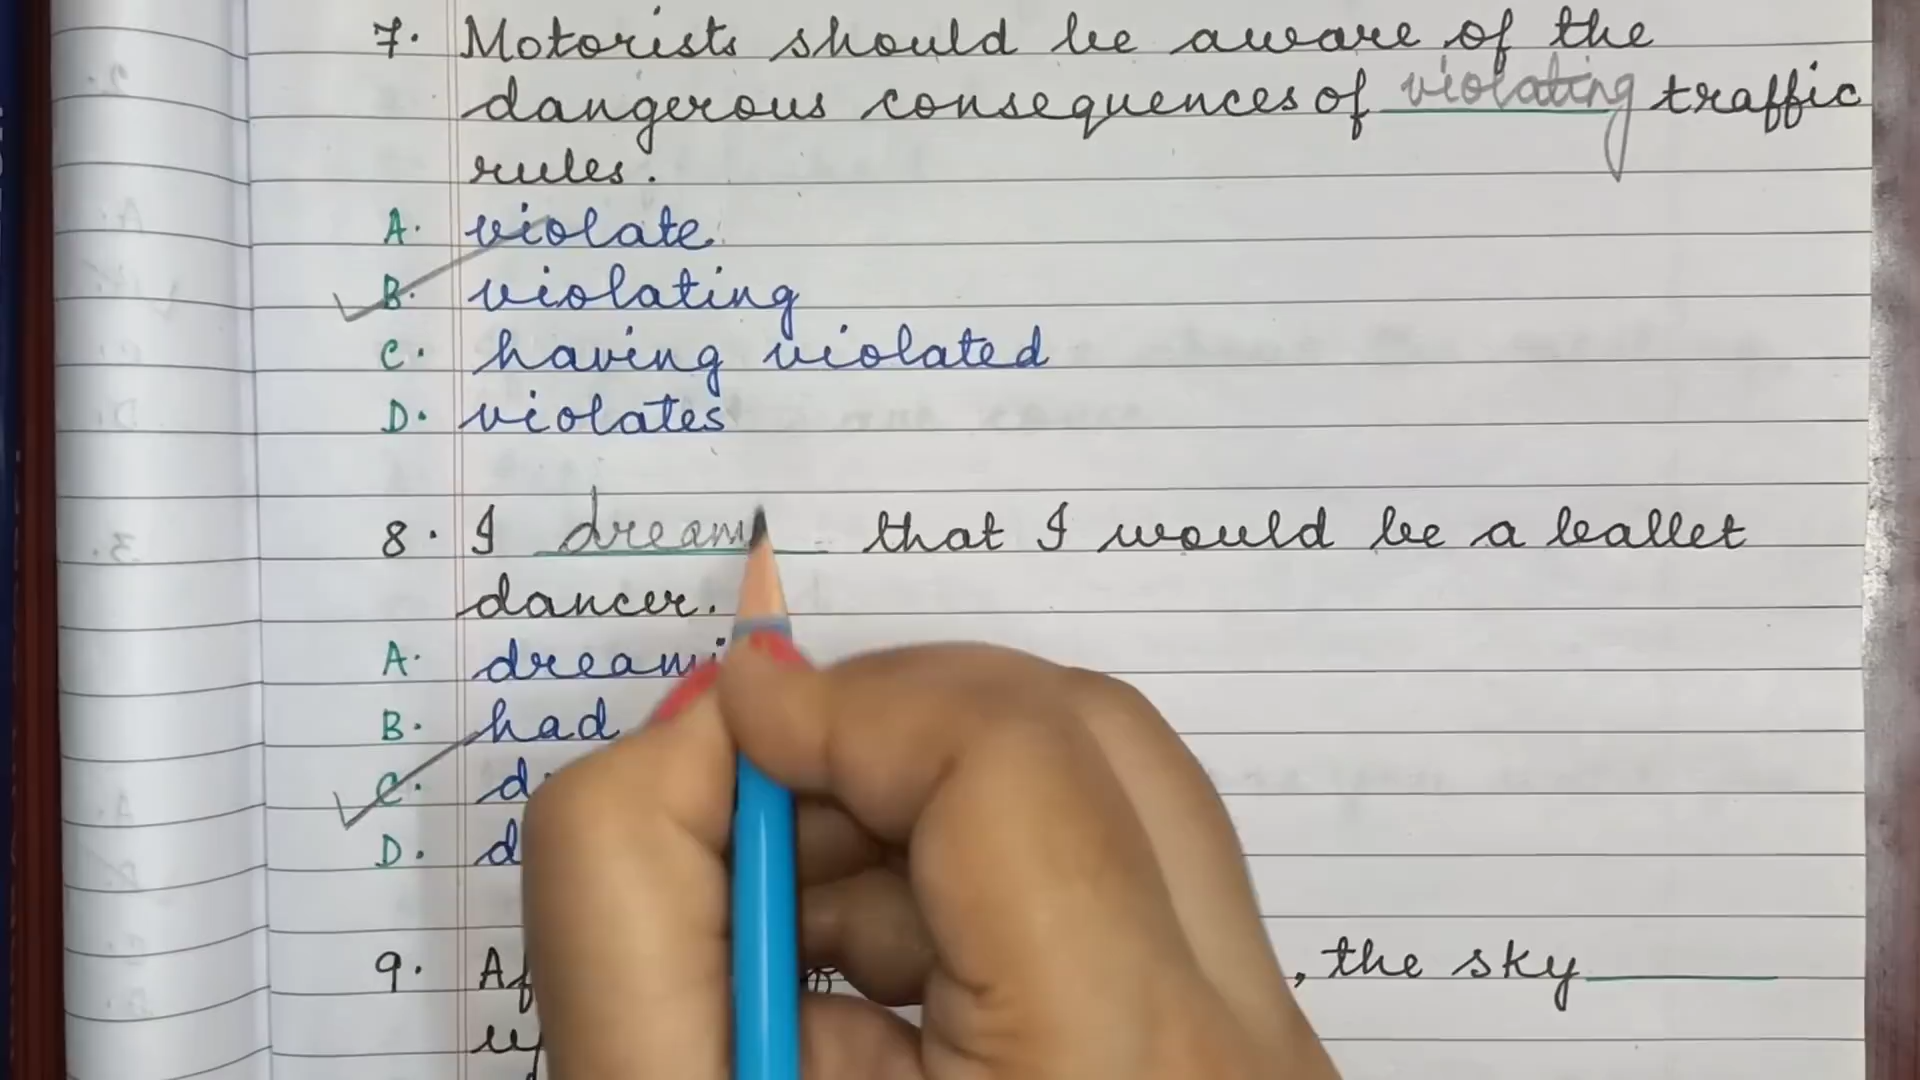 7. Motorists should be aware of the
dangerous consequences of violating traffic
rules.
A. violate
B. violating
C. having violated
D. violates
8. I dream that I would be a ballet
dancer.
A.
B. had
C.
D.
9. , the sky